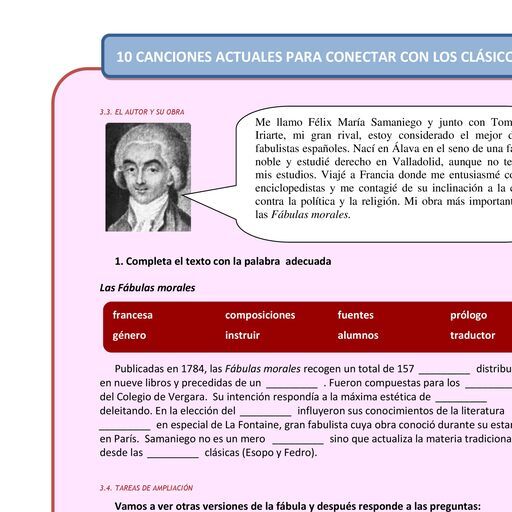 10 CANCIONES ACTUALES PARA CONECTAR CON LOS CLÁSICO
3.3. EL AUTOR Y SU OBRA
Me llamo Félix María Samaniego y junto con Tom
Iriarte, mi gran rival, estoy considerado el mejor d
fabulistas españoles. Nací en Álava en el seno de una fa
noble y estudié derecho en Valladolid, aunque no te
mis estudios. Viajé a Francia donde me entusiasmé co
enciclopedistas y me contagié de su inclinación a la c
contra la política y la religión. Mi obra más important
las Fábulas morales.
1. Completa el texto con la palabra adecuada
Las Fábulas morales
francesa composiciones fuentes prólogo
género instruir alumnos traductor
Publicadas en 1784, las Fábulas morales recogen un total de 157 ________ distribu
en nueve libros y precedidas de un ________ . Fueron compuestas para los ________
del Colegio de Vergara. Su intención respondía a la máxima estética de ________
deleitando. En la elección del ________ influyeron sus conocimientos de la literatura
________ en especial de La Fontaine, gran fabulista cuya obra conoció durante su estan
en París. Samaniego no es un mero ________ sino que actualiza la materia tradiciona
desde las ________ clásicas (Esopo y Fedro).
3.4. TAREAS DE AMPLIACIÓN
Vamos a ver otras versiones de la fábula y después responde a las preguntas: